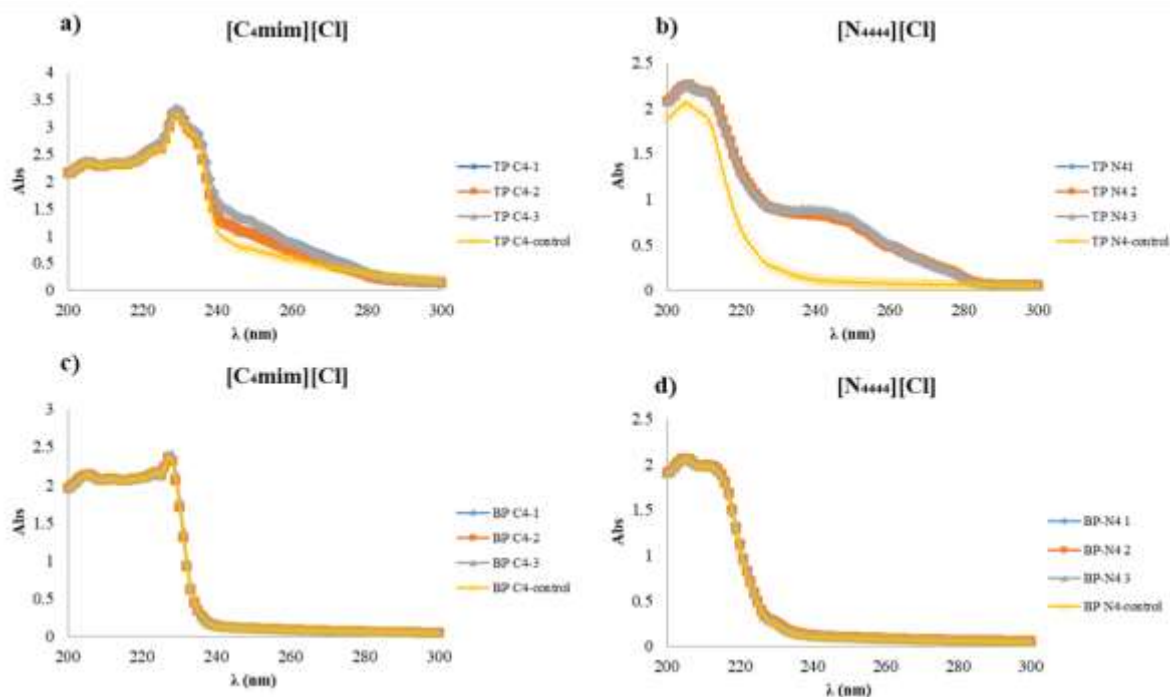 a)
[C₄mim][Cl]
4
3.5
3
2.5
2
1.5
1
0.5
0
Abs
200 220 240 260 280 300
λ (nm)
TP C4-1
TP C4-2
TP C4-3
TP C4-control
b)
[N₄₄₄₄][Cl]
2.5
2
1.5
1
0.5
0
Abs
200 220 240 260 280 300
λ (nm)
TP N41
TP N4 2
TP N4 3
TP N4-control
c)
[C₄mim][Cl]
3
2.5
2
1.5
1
0.5
0
Abs
200 220 240 260 280 300
λ (nm)
BP C4-1
BP C4-2
BP C4-3
BP C4-control
d)
[N₄₄₄₄][Cl]
2.5
2
1.5
1
0.5
0
Abs
200 220 240 260 280 300
λ (nm)
BP-N4 1
BP-N4 2
BP-N4 3
BP N4-control